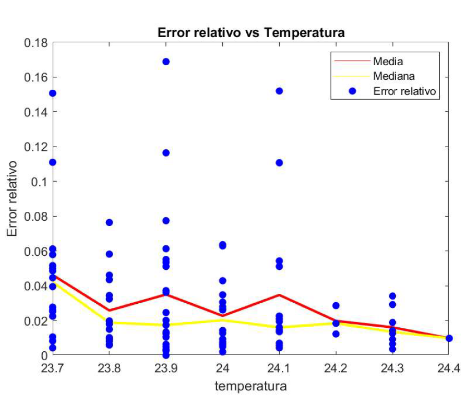 Error relativo vs Temperatura
Media
Mediana
Error relativo
Error relativo
0.18
0.16
0.14
0.12
0.1
0.08
0.06
0.04
0.02
0
23.7 23.8 23.9 24 24.1 24.2 24.3 24.4
temperatura